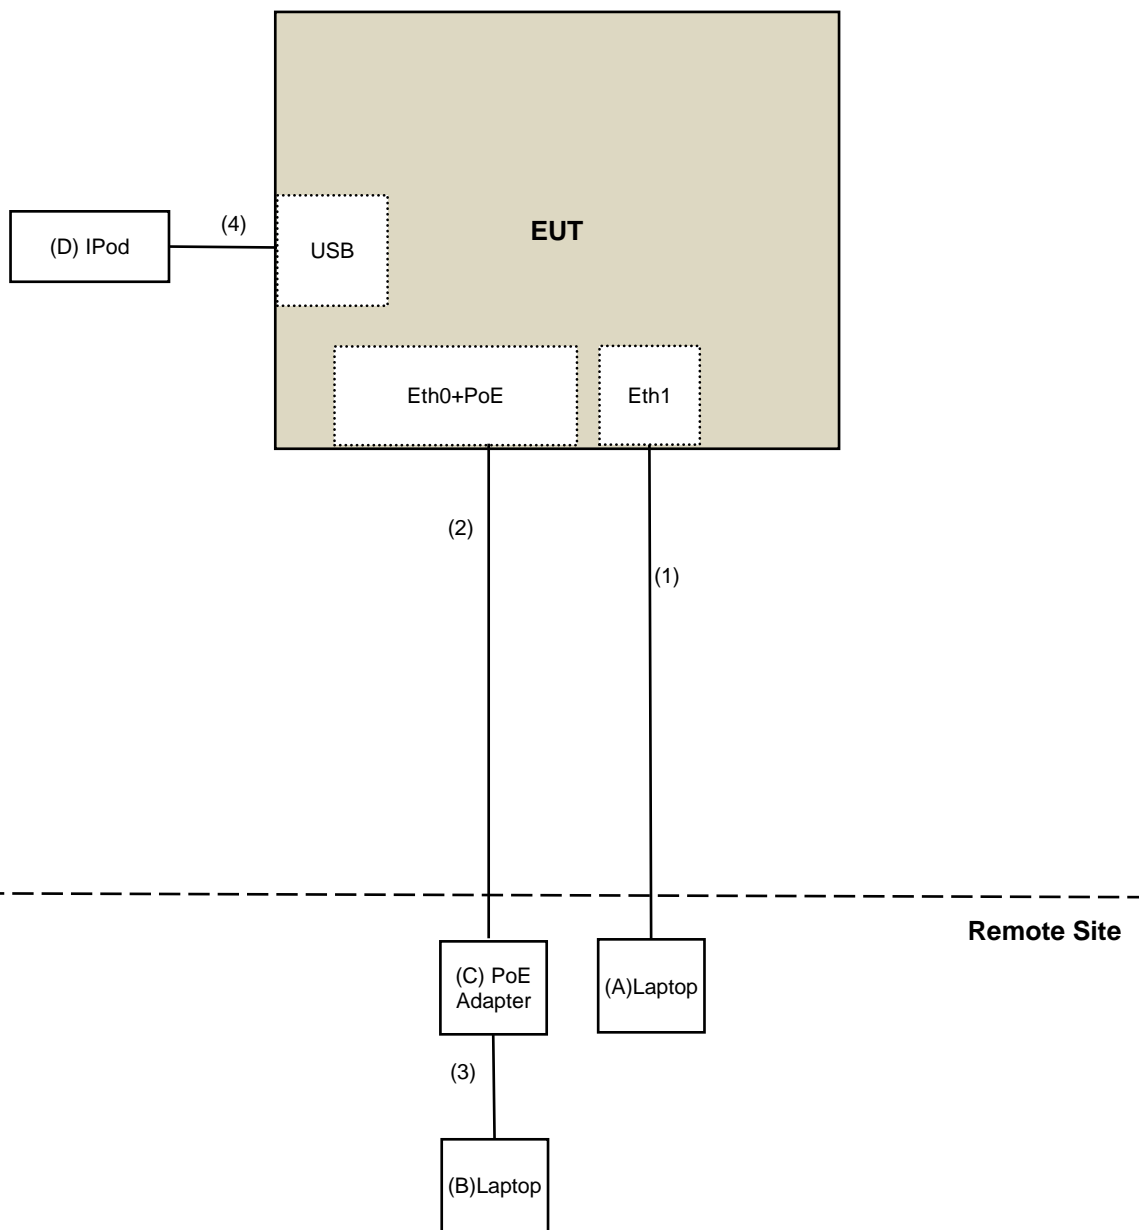 EUT
(4)
(D) IPod
USB
Eth0+PoE
Eth1
(2)
(1)
Remote Site
(C) PoE
Adapter
(A)Laptop
(3)
(B)Laptop